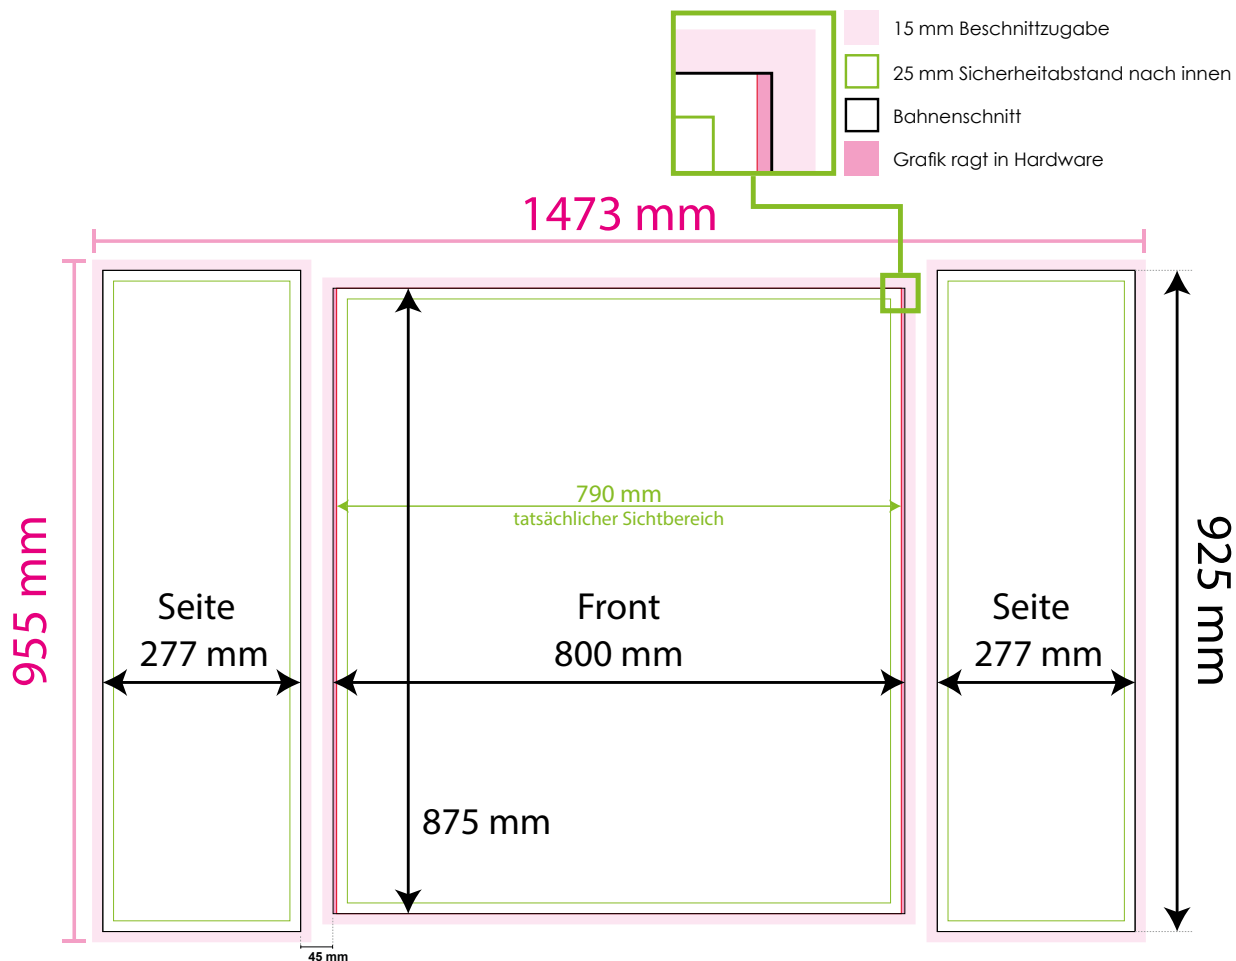 15 mm Beschnittzugabe
25 mm Sicherheitabstand nach innen
Bahnenschnitt
Grafik ragt in Hardware
1473 mm
955 mm
790 mm
tatsächlicher Sichtbereich
925 mm
Seite
277 mm
Front
800 mm
Seite
277 mm
875 mm
45 mm